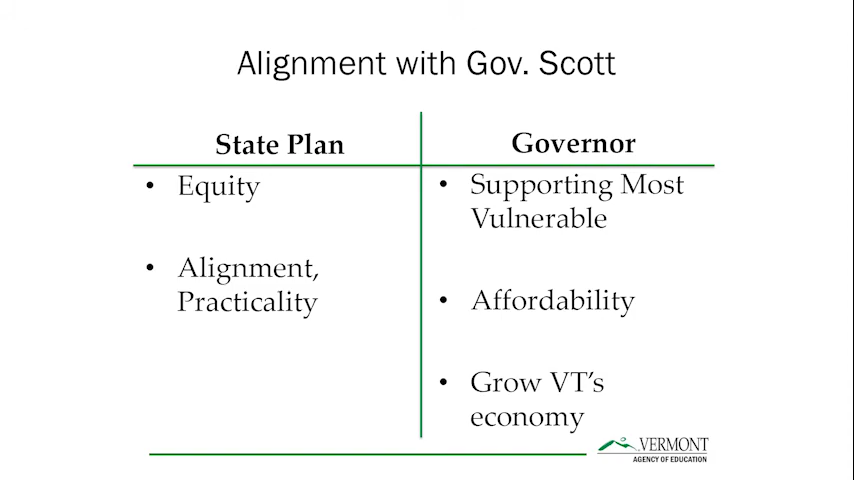 Alignment with Gov. Scott
State Plan
• Equity
• Alignment,
Practicality
Governor
• Supporting Most
Vulnerable
• Affordability
• Grow VT’s
economy
VERMONT
AGENCY OF EDUCATION